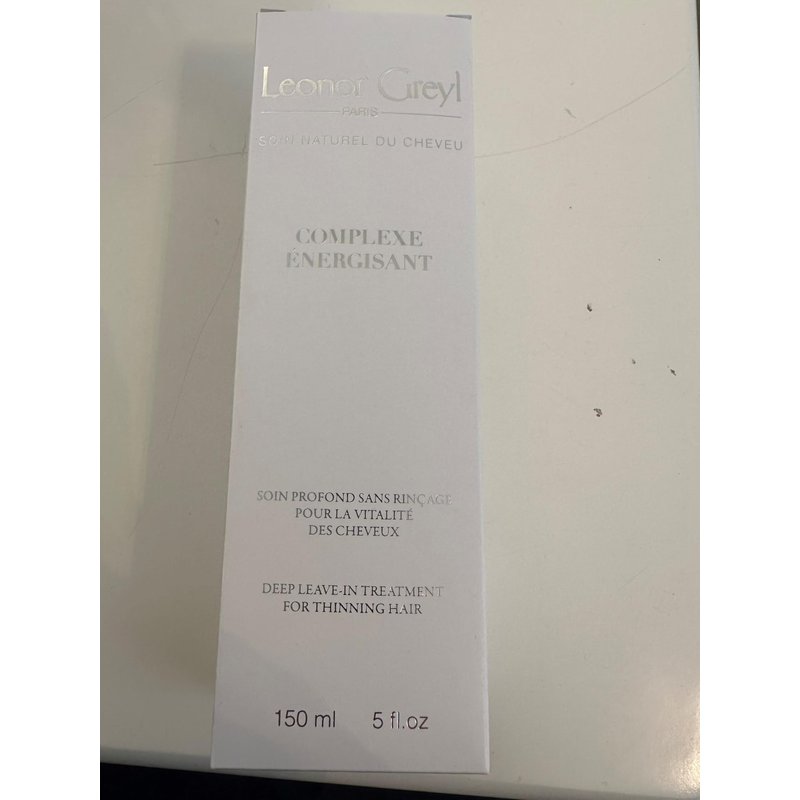 Leonor Greyl
PARIS
SOIN NATUREL DU CHEVEU
COMPLEXE
ÉNERGISANT
SOIN PROFOND SANS RINÇAGE
POUR LA VITALITÉ
DES CHEVEUX
DEEP LEAVE-IN TREATMENT
FOR THINNING HAIR
150 ml 5 fl.oz